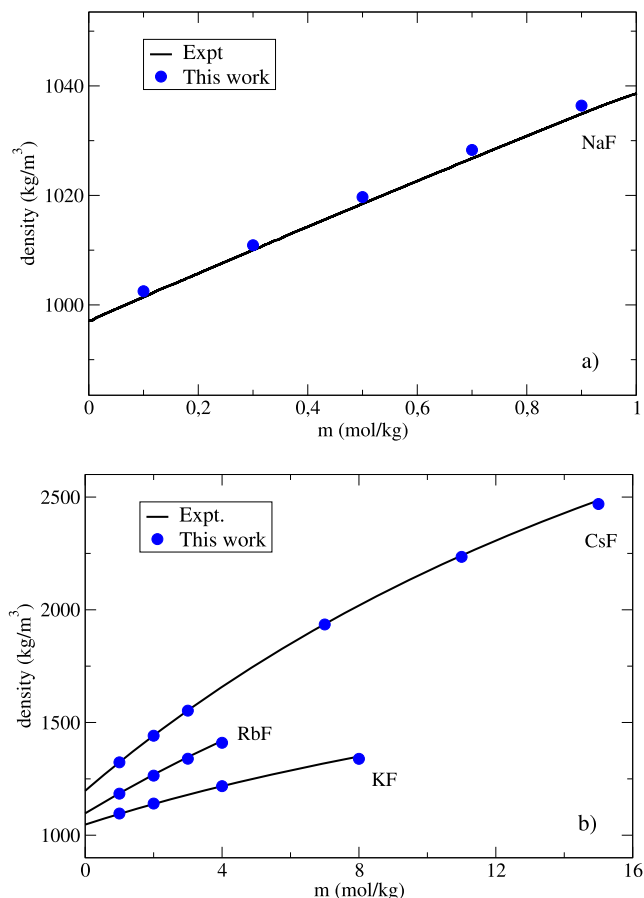 1040
1020
1000
density (kg/m³)
Expt
This work
NaF
a)
0 0,2 0,4 0,6 0,8 1
m (mol/kg)
2500
2000
1500
1000
density (kg/m³)
Expt.
This work
CsF
RbF
KF
b)
0 4 8 12 16
m (mol/kg)